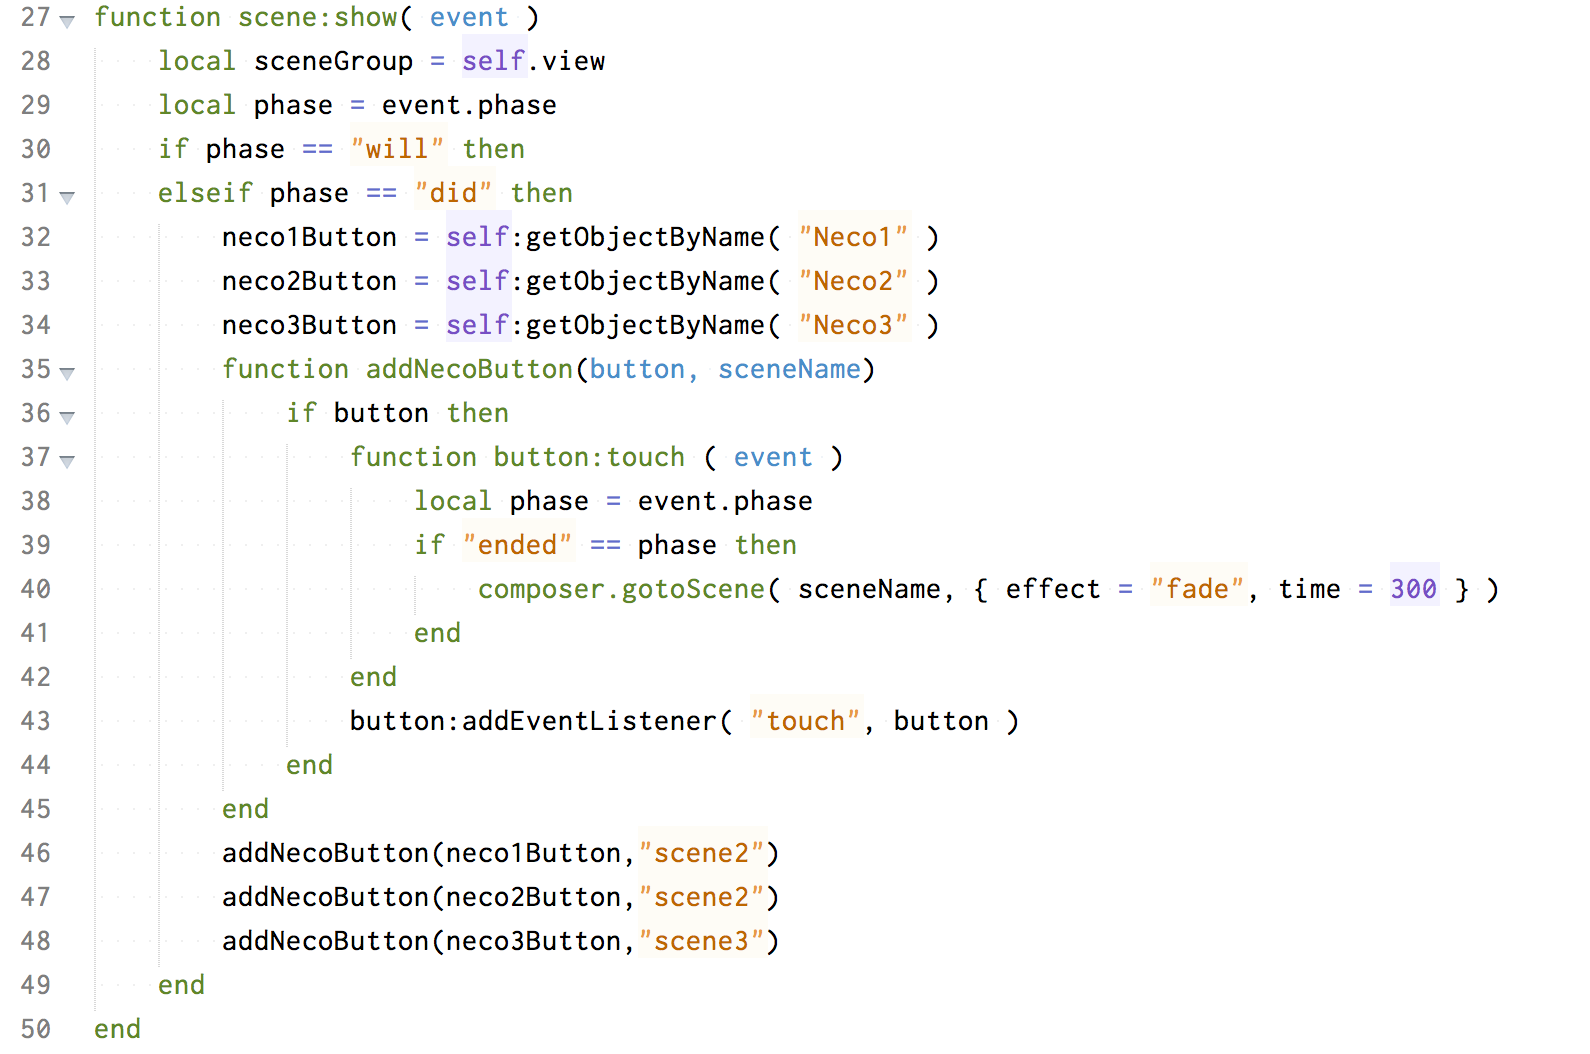 27 function scene:show( event )
28 local sceneGroup = self.view
29 local phase = event.phase
30 if phase == "will" then
31 elseif phase == "did" then
32 neco1Button = self:getObjectByName( "Neco1" )
33 neco2Button = self:getObjectByName( "Neco2" )
34 neco3Button = self:getObjectByName( "Neco3" )
35 function addNecoButton(button, sceneName)
36 if button then
37 function button:touch ( event )
38 local phase = event.phase
39 if "ended" == phase then
40 composer.gotoScene( sceneName, { effect = "fade", time = 300 } )
41 end
42 end
43 button:addEventListener( "touch", button )
44 end
45 end
46 addNecoButton(neco1Button,"scene2")
47 addNecoButton(neco2Button,"scene2")
48 addNecoButton(neco3Button,"scene3")
49 end
50 end